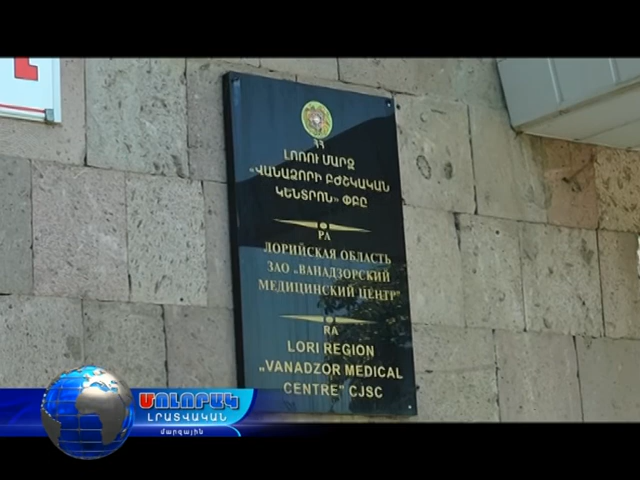 ՀՀ
ԼՈՌՈՒ ՄԱՐԶ
«ՎԱՆԱՁՈՐԻ ԲԺՇԿԱԿԱՆ
ԿԵՆՏՐՈՆ» ՓԲԸ
РА
ЛОРИЙСКАЯ ОБЛАСТЬ
ЗАО „ВАНАДЗОРСКИЙ
МЕДИЦИНСКИЙ ЦЕНТР"
RA
LORI REGION
„VANADZOR MEDICAL
CENTRE" CJSC
ՄՈԼՈՐԱԿ
ԼՐԱՏՎԱԿԱՆ
մարզային